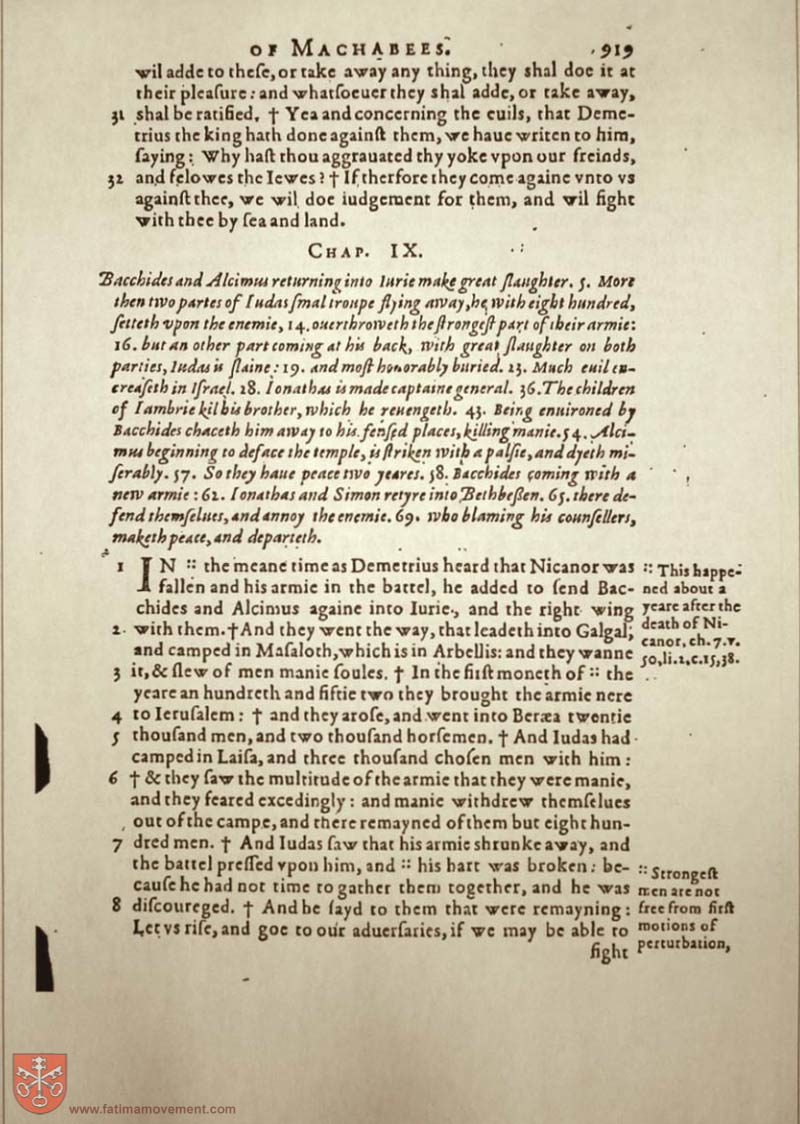 OF MACHABEES. 919
wil adde to theſe, or take away any thing, they shal doe it at
their pleaſure: and whatſoeuer they shal adde, or take away,
31 shal be ratified. † Yea and concerning the euils, that Deme-
trius the king hath done againſt them, we haue writen to him,
ſaying: Why haſt thou aggrauated thy yoke vpon our freinds,
32 and felowes the Iewes? † If therfore they come againe vnto vs
againſt thee, we wil doe iudgement for them, and wil fight
with thee by ſea and land.
CHAP. IX.
Bacchides and Alcimus returning into Iurie make great ſlaughter. 5. More
then two partes of Iudas ſmal troupe flying away, he, with eight hundred,
ſetteth vpon the enemie, 14. ouerthroweth the ſtrongeſt part of their armie:
16. but an other part coming at his back, with great ſlaughter on both
parties, Iudas is ſlaine: 19. and moſt honorably buried. 23. Much euil en-
creaſeth in Iſrael. 28. Ionathas is made captaine general. 36. The children
of Iambrie kil his brother, which he reuengeth. 43. Being enuironed by
Bacchides chaceth him away to his fenſed places, killing manie. 54. Alci-
mus beginning to deface the temple, is ſtriken with a palſie, and dyeth mi-
ſerably. 57. So they haue peace two yeares. 58. Bacchides coming with a
new armie: 62. Ionathas and Simon retyre into Bethbeßen. 65. there de-
fend themſelues, and annoy the enemie. 69. who blaming his counſellers,
maketh peace, and departeth.
1 IN :: the meane time as Demetrius heard that Nicanor was
fallen and his armie in the battel, he added to ſend Bac-
chides and Alcimus againe into Iurie, and the right wing
2 with them. † And they went the way, that leadeth into Galgal,
and camped in Maſaloth, which is in Arbellis: and they wanne
3 it, & ſlew of men manie ſoules. † In the firſt moneth of :: the
yeare an hundreth and fiftie two they brought the armie nere
4 to Ieruſalem: † and they aroſe, and went into Beræa twentie
5 thouſand men, and two thouſand horſemen. † And Iudas had
camped in Laiſa, and three thouſand choſen men with him:
6 † & they ſaw the multitude of the armie that they were manie,
and they feared excedingly: and manie withdrew themſelues
out of the campe, and there remayned of them but eight hun-
7 dred men. † And Iudas ſaw that his armie shrunke away, and
the battel preſſed vpon him, and :: his hart was broken: be-
cauſe he had not time to gather them together, and he was
8 diſcoureged. † And he ſayd to them that were remayning:
Let vs riſe, and goe to our aduerſaries, if we may be able to
fight
:: This happe-
ned about a
yeare after the
death of Ni-
canor, ch. 7. v.
50, li. 2, c. 15, 38.
:: Strongeſt
men are not
free from firſt
motions of
perturbation,
www.fatimamovement.com